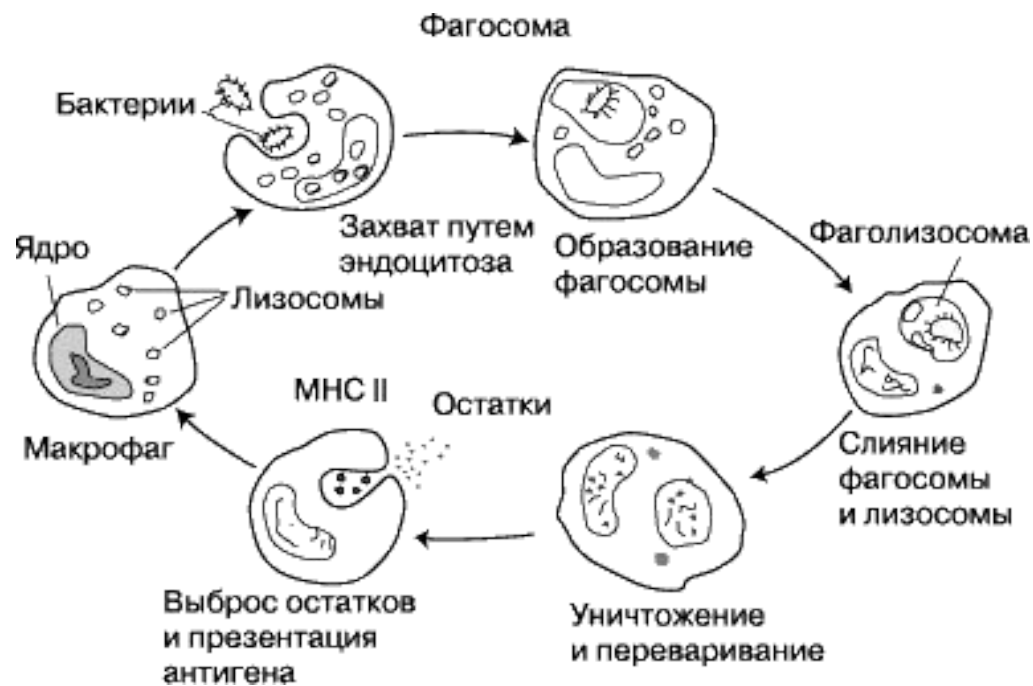 Фагосома
Бактерии
Захват путем
эндоцитоза
Образование
фагосомы
Фаголизосома
Ядро
Лизосомы
Макрофаг
МНС II
Остатки
Слияние
фагосомы
и лизосомы
Выброс остатков
и презентация
антигена
Уничтожение
и переваривание